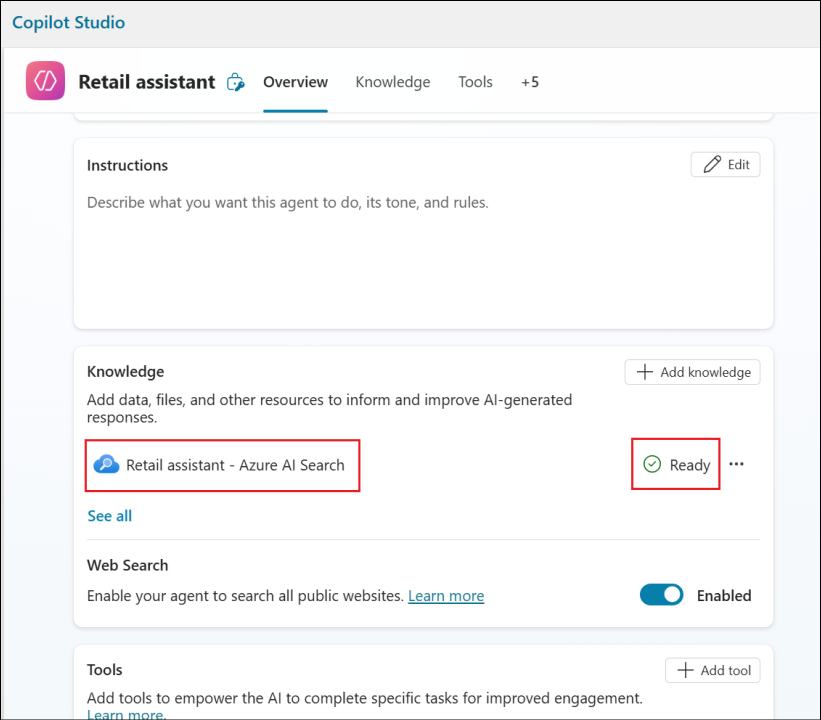 Copilot Studio
Retail assistant
Overview
Knowledge
Tools
+5
Instructions
Edit
Describe what you want this agent to do, its tone, and rules.
Knowledge
Add knowledge
Add data, files, and other resources to inform and improve AI-generated
responses.
Retail assistant - Azure AI Search
Ready
See all
Web Search
Enable your agent to search all public websites. Learn more
Enabled
Tools
Add tool
Add tools to empower the AI to complete specific tasks for improved engagement.
Learn more.